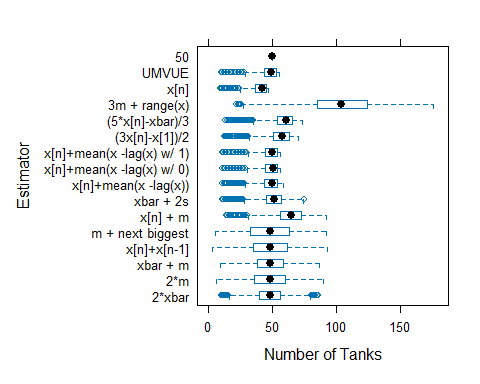 50
UMVUE
x[n]
3m + range(x)
(5*x[n]-xbar)/3
(3x[n]-x[1])/2
x[n]+mean(x -lag(x) w/ 1)
x[n]+mean(x -lag(x) w/ 0)
x[n]+mean(x -lag(x))
xbar + 2s
x[n] + m
m + next biggest
x[n]+x[n-1]
xbar + m
2*m
2*xbar
Estimator
0 50 100 150
Number of Tanks